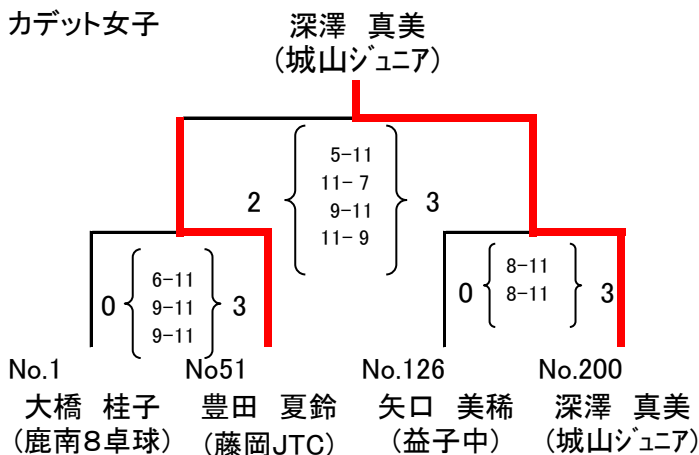 カデット女子
深澤 真美
(城山ジュニア)
5-11
11- 7
2
9-11
3
11- 9
6-11
0
9-11
3
9-11
8-11
0
8-11
3
No.1
No51
No.126
No.200
大橋 桂子
豊田 夏鈴
矢口 美稀
深澤 真美
(鹿南8卓球)
(藤岡JTC)
(益子中)
(城山ジュニア)